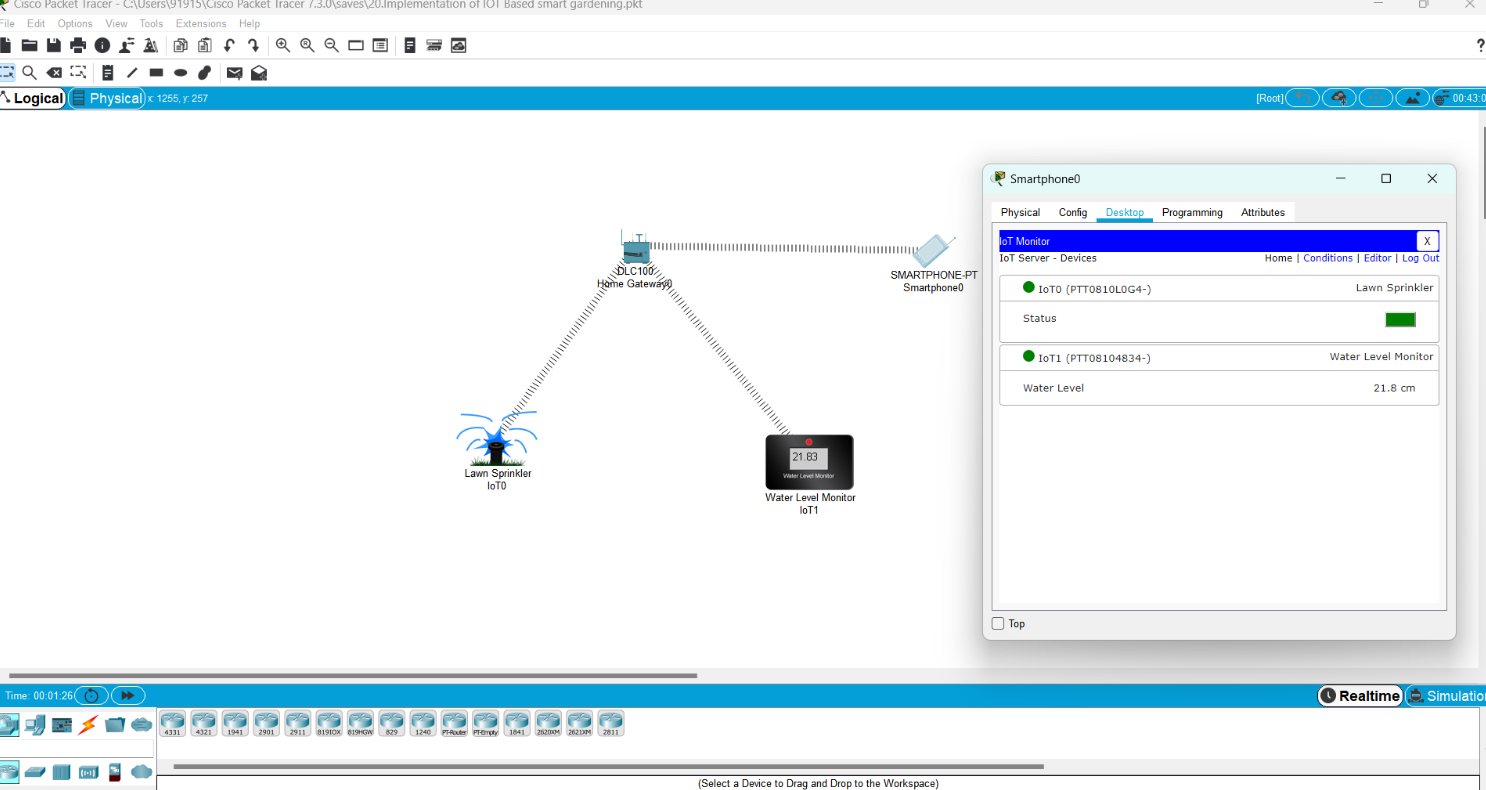 Cisco Packet Tracer - C:\Users\91915\Cisco Packet Tracer 7.3.0\saves\20.Implementation of IOT Based smart gardening.pkt
File Edit Options View Tools Extensions Help
?
Logical Physical x: 1255, y: 257 [Root] 00:43:0
Smartphone0
Physical Config Desktop Programming Attributes
IoT Monitor X
IoT Server - Devices Home | Conditions | Editor | Log Out
IoT0 (PTT0810L0G4-) Lawn Sprinkler
Status
IoT1 (PTT08104834-) Water Level Monitor
Water Level 21.8 cm
Top
DLC100
Home Gateway0
SMARTPHONE-PT
Smartphone0
Lawn Sprinkler
IoT0
21.83
Water Level Monitor
Water Level Monitor
IoT1
Time: 00:01:26 Realtime Simulatio
4331 4321 1941 2901 2911 819IOX 819HGW 829 1240 PT-Router PT-Empty 1841 2620XM 2621XM 2811
(Select a Device to Drag and Drop to the Workspace)